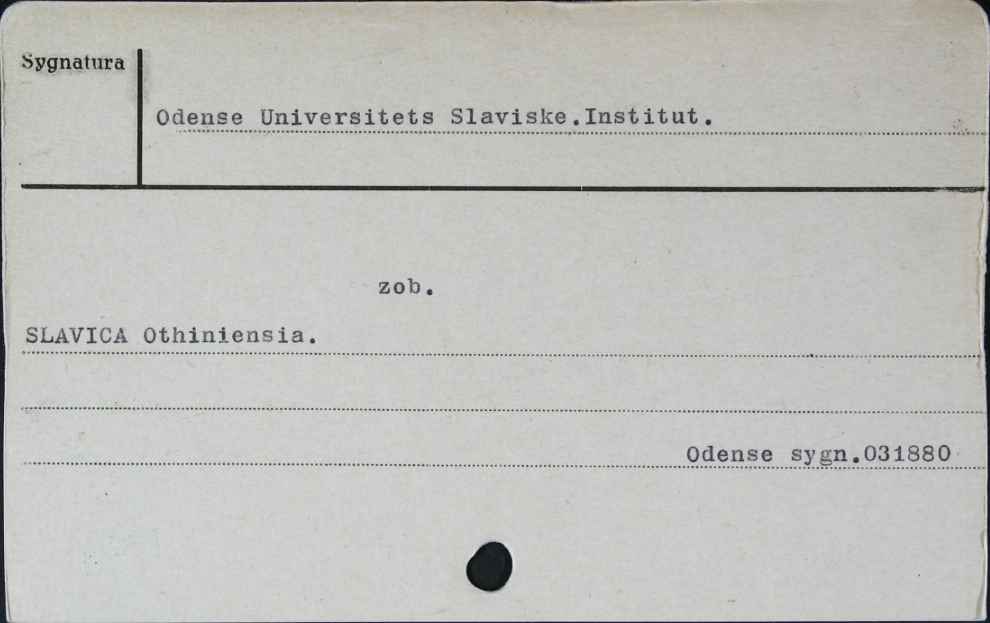 Sygnatura
Odense Universitets Slaviske.Institut.
zob.
SLAVICA Othiniensia.
Odense sygn.031880